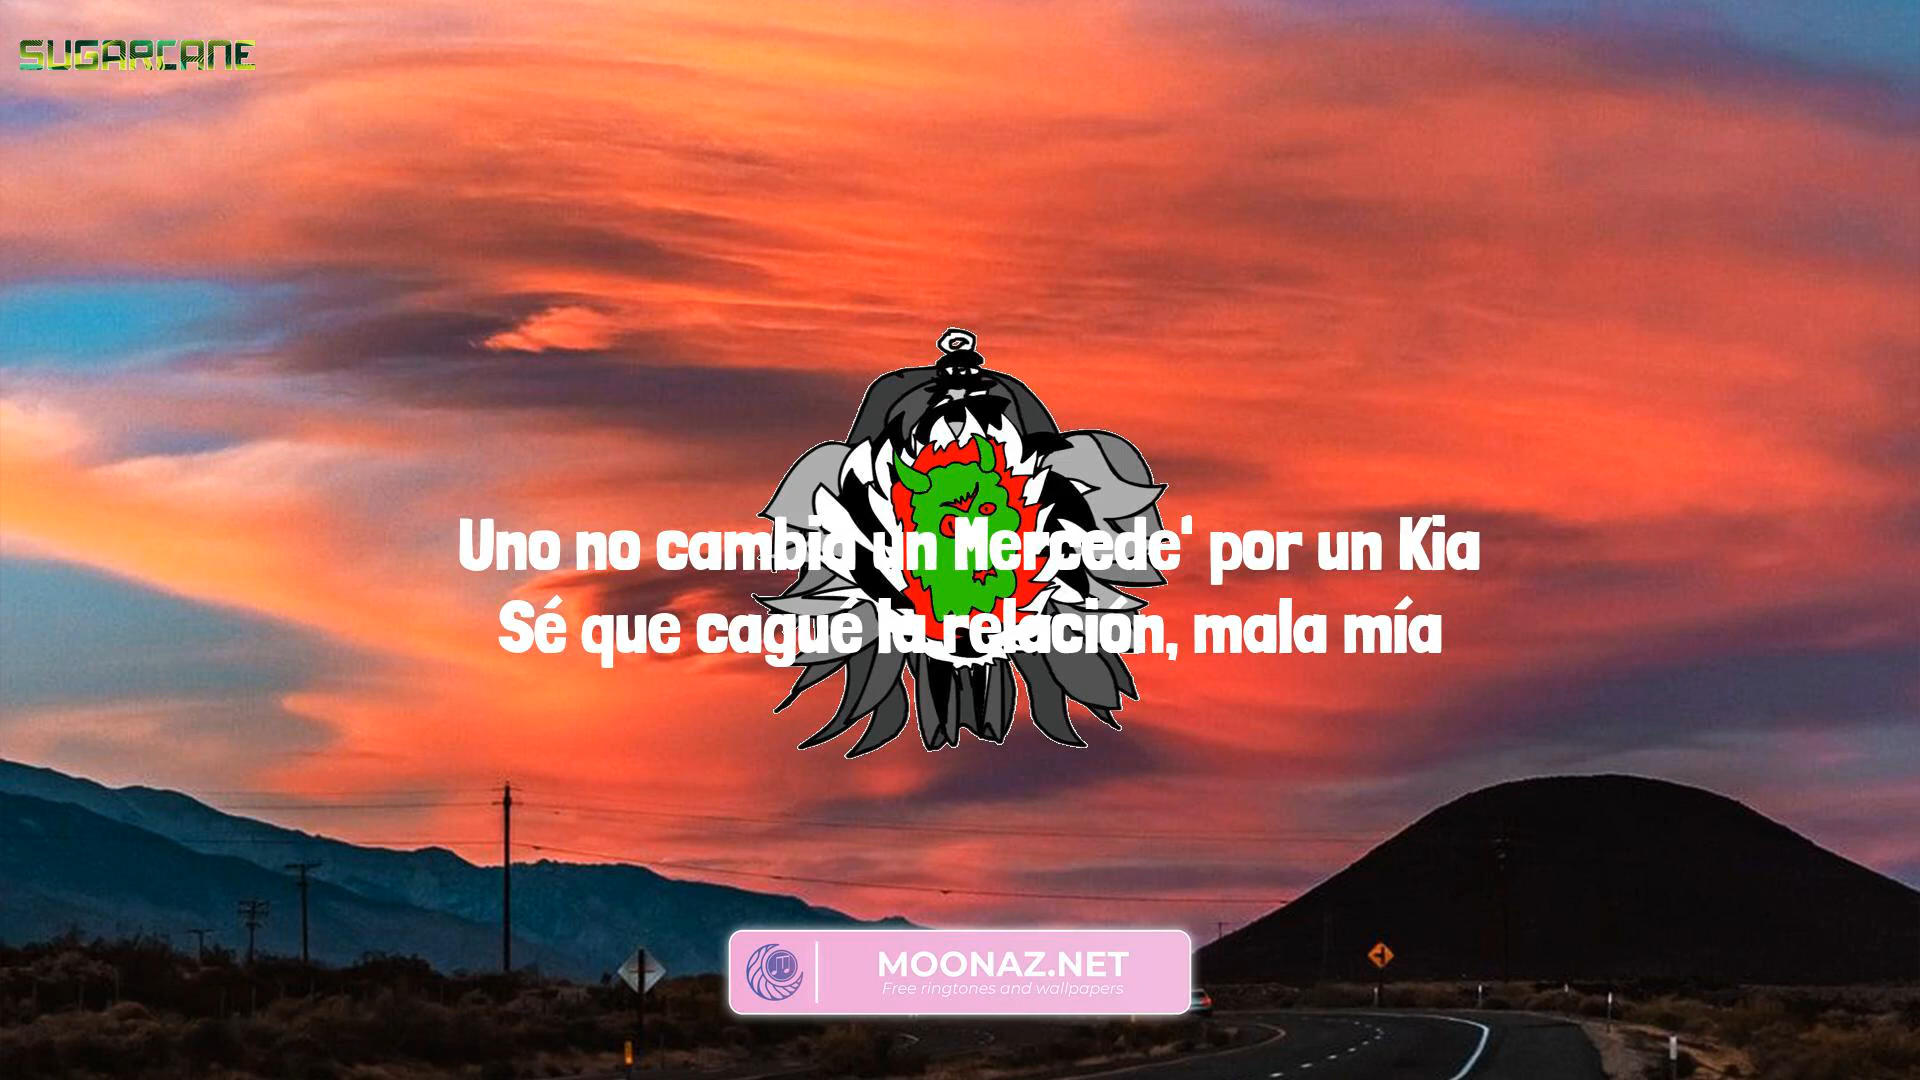 SUGARCANE
Uno no cambia un Mercede' por un Kia
Sé que cagué la relación, mala mía
MOONAZ.NET
Free ringtones and wallpapers